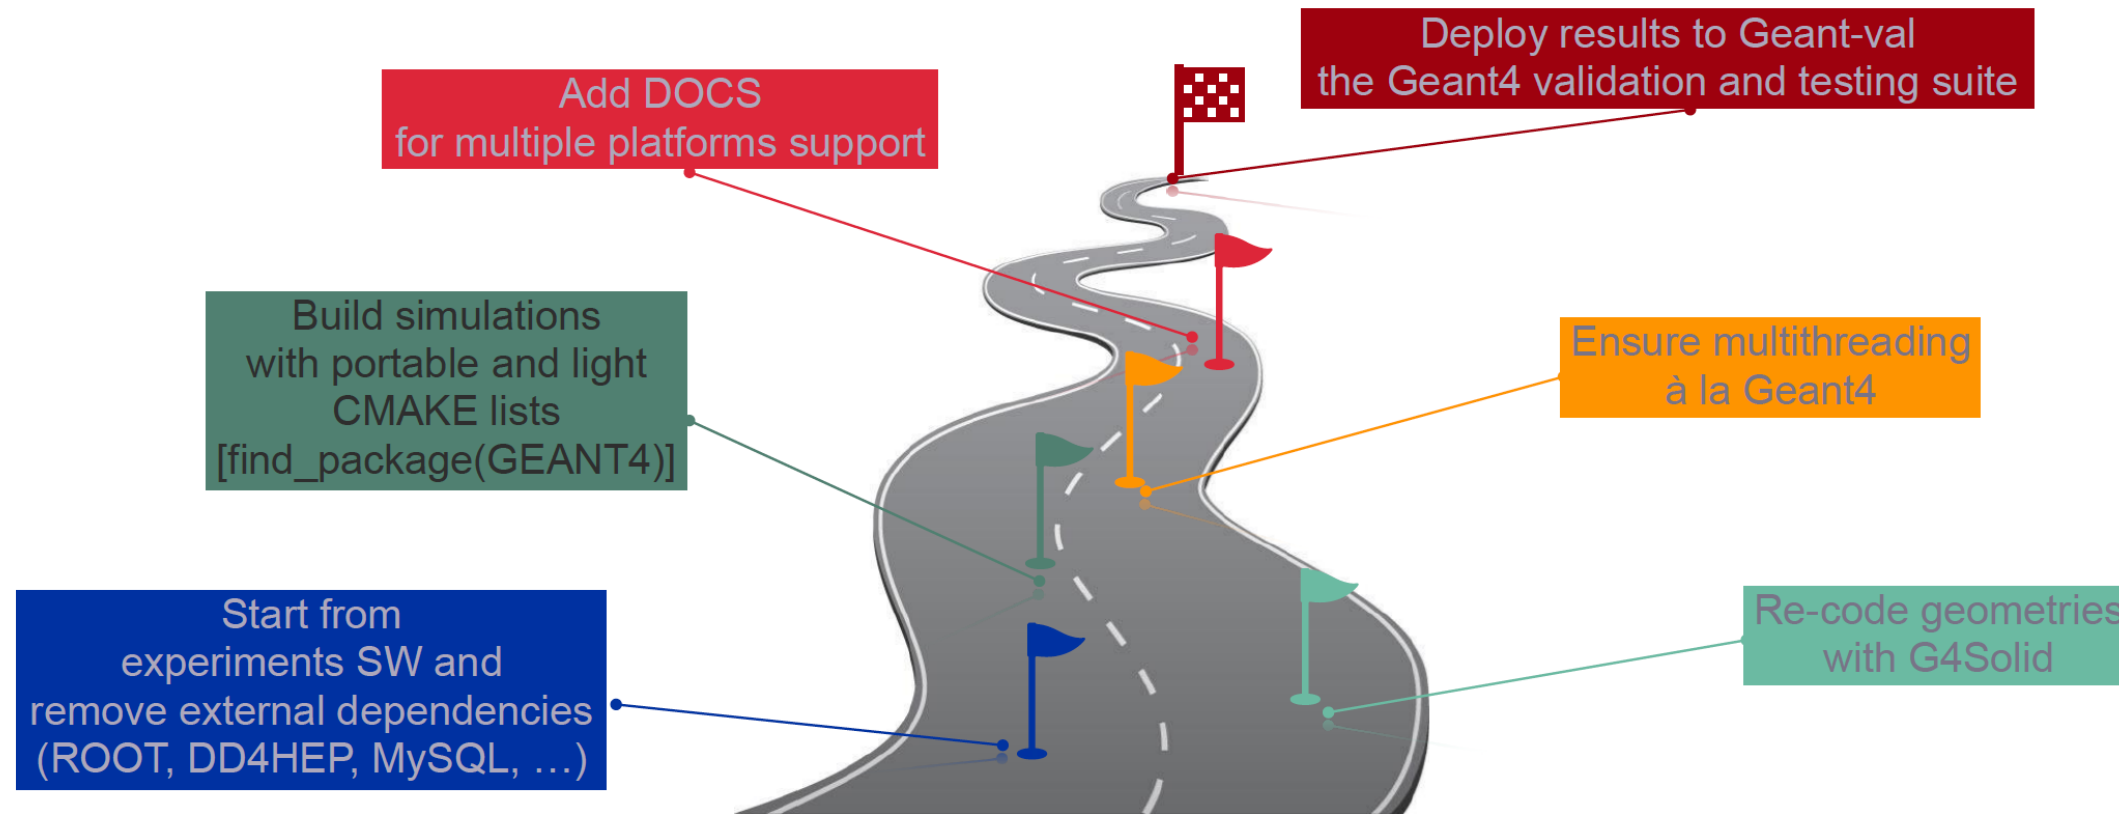 Deploy results to Geant-val
the Geant4 validation and testing suite
Add DOCS
for multiple platforms support
Build simulations
with portable and light
CMAKE lists
[find_package(GEANT4)]
Ensure multithreading
à la Geant4
Start from
experiments SW and
remove external dependencies
(ROOT, DD4HEP, MySQL, …)
Re-code geometries
with G4Solid